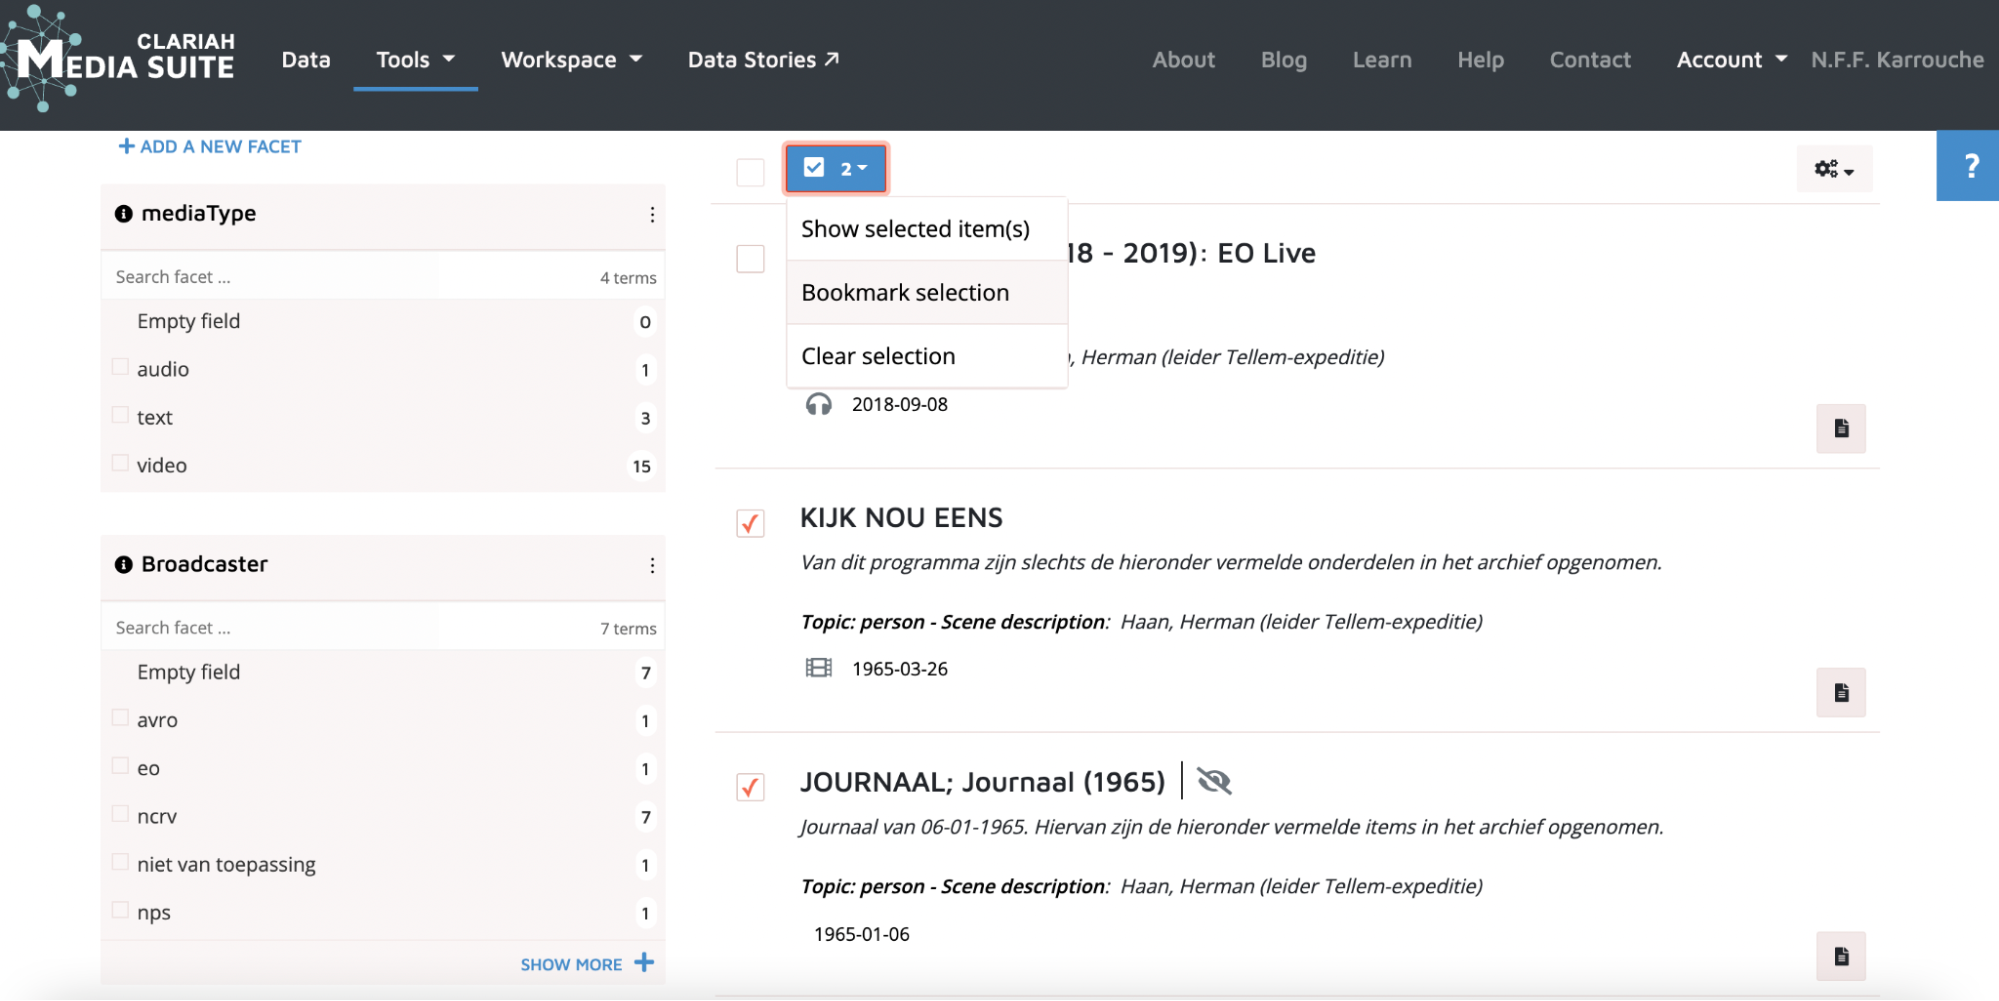 CLARIAH
MEDIA SUITE
Data
Tools
Workspace
Data Stories
About
Blog
Learn
Help
Contact
Account
N.F.F. Karrouche
ADD A NEW FACET
mediaType
Search facet ...
4 terms
Empty field 0
audio 1
text 3
video 15
Broadcaster
Search facet ...
7 terms
Empty field 7
avro 1
eo 1
ncrv 7
niet van toepassing 1
nps 1
SHOW MORE
2
?
Show selected item(s)
Bookmark selection
Clear selection
18 - 2019): EO Live
, Herman (leider Tellem-expeditie)
2018-09-08
KIJK NOU EENS
Van dit programma zijn slechts de hieronder vermelde onderdelen in het archief opgenomen.
Topic: person - Scene description: Haan, Herman (leider Tellem-expeditie)
1965-03-26
JOURNAAL; Journaal (1965)
Journaal van 06-01-1965. Hiervan zijn de hieronder vermelde items in het archief opgenomen.
Topic: person - Scene description: Haan, Herman (leider Tellem-expeditie)
1965-01-06